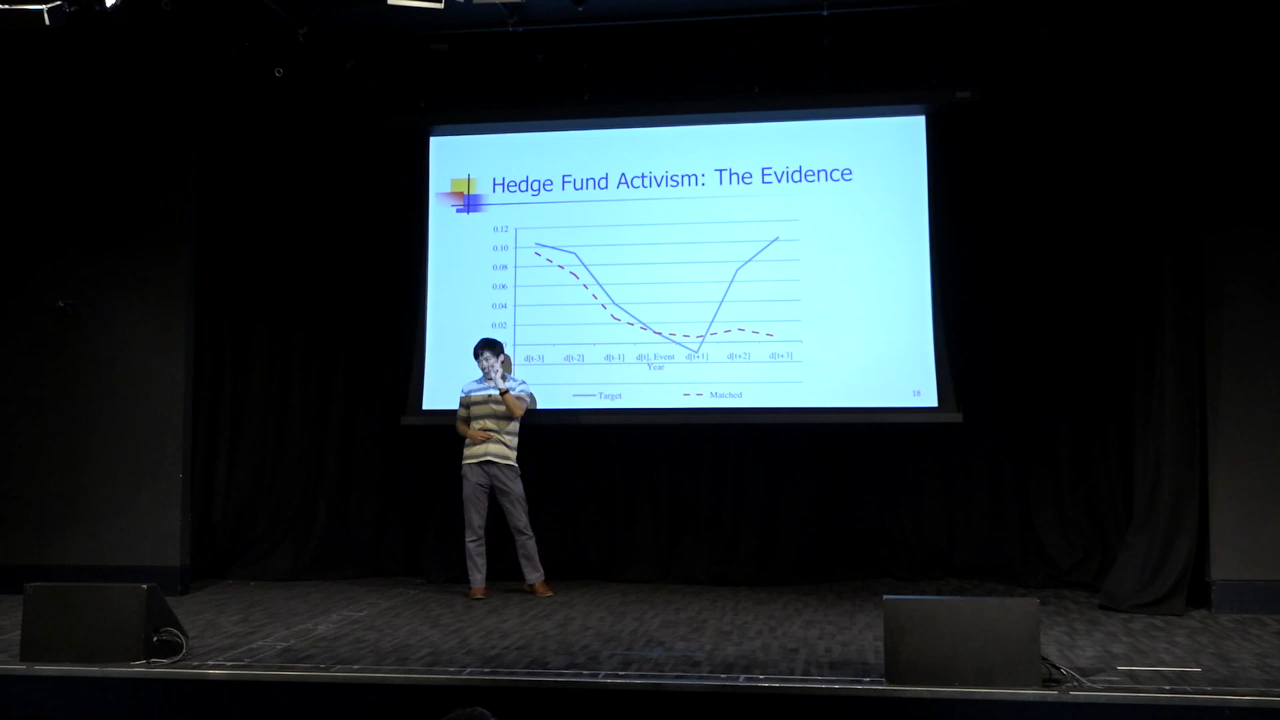 Hedge Fund Activism: The Evidence
0.12
0.10
0.08
0.06
0.04
0.02
d[t-3] d[t-2] d[t-1] d[t], Event Year d[t+1] d[t+2] d[t+3]
Target Matched
18